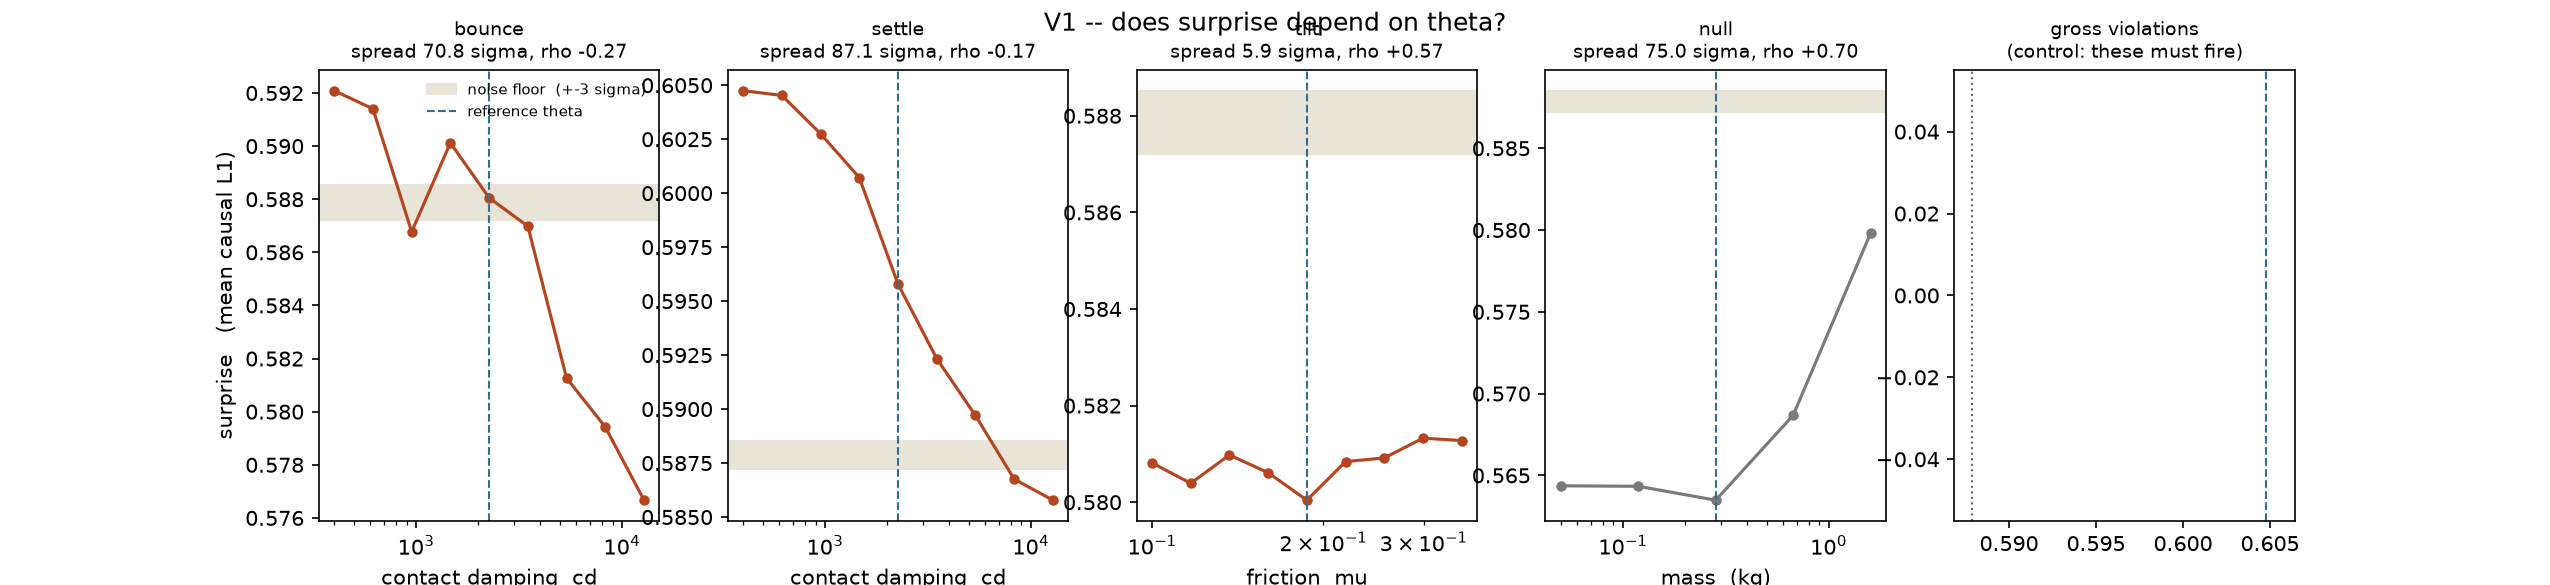 V1 -- does surprise depend on theta?
bounce
spread 70.8 sigma, rho -0.27
noise floor (+-3 sigma)
reference theta
surprise (mean causal L1)
0.592
0.590
0.588
0.586
0.584
0.582
0.580
0.578
0.576
10³
10⁴
contact damping cd
settle
spread 87.1 sigma, rho -0.17
0.6050
0.6025
0.6000
0.5975
0.5950
0.5925
0.5900
0.5875
0.5850
10³
10⁴
contact damping cd
tilt
spread 5.9 sigma, rho +0.57
0.588
0.586
0.584
0.582
0.580
10⁻¹
2 × 10⁻¹
3 × 10⁻¹
friction mu
null
spread 75.0 sigma, rho +0.70
0.585
0.580
0.575
0.570
0.565
10⁻¹
10⁰
mass (kg)
gross violations
(control: these must fire)
0.04
0.02
0.00
−0.02
−0.04
0.590
0.595
0.600
0.605